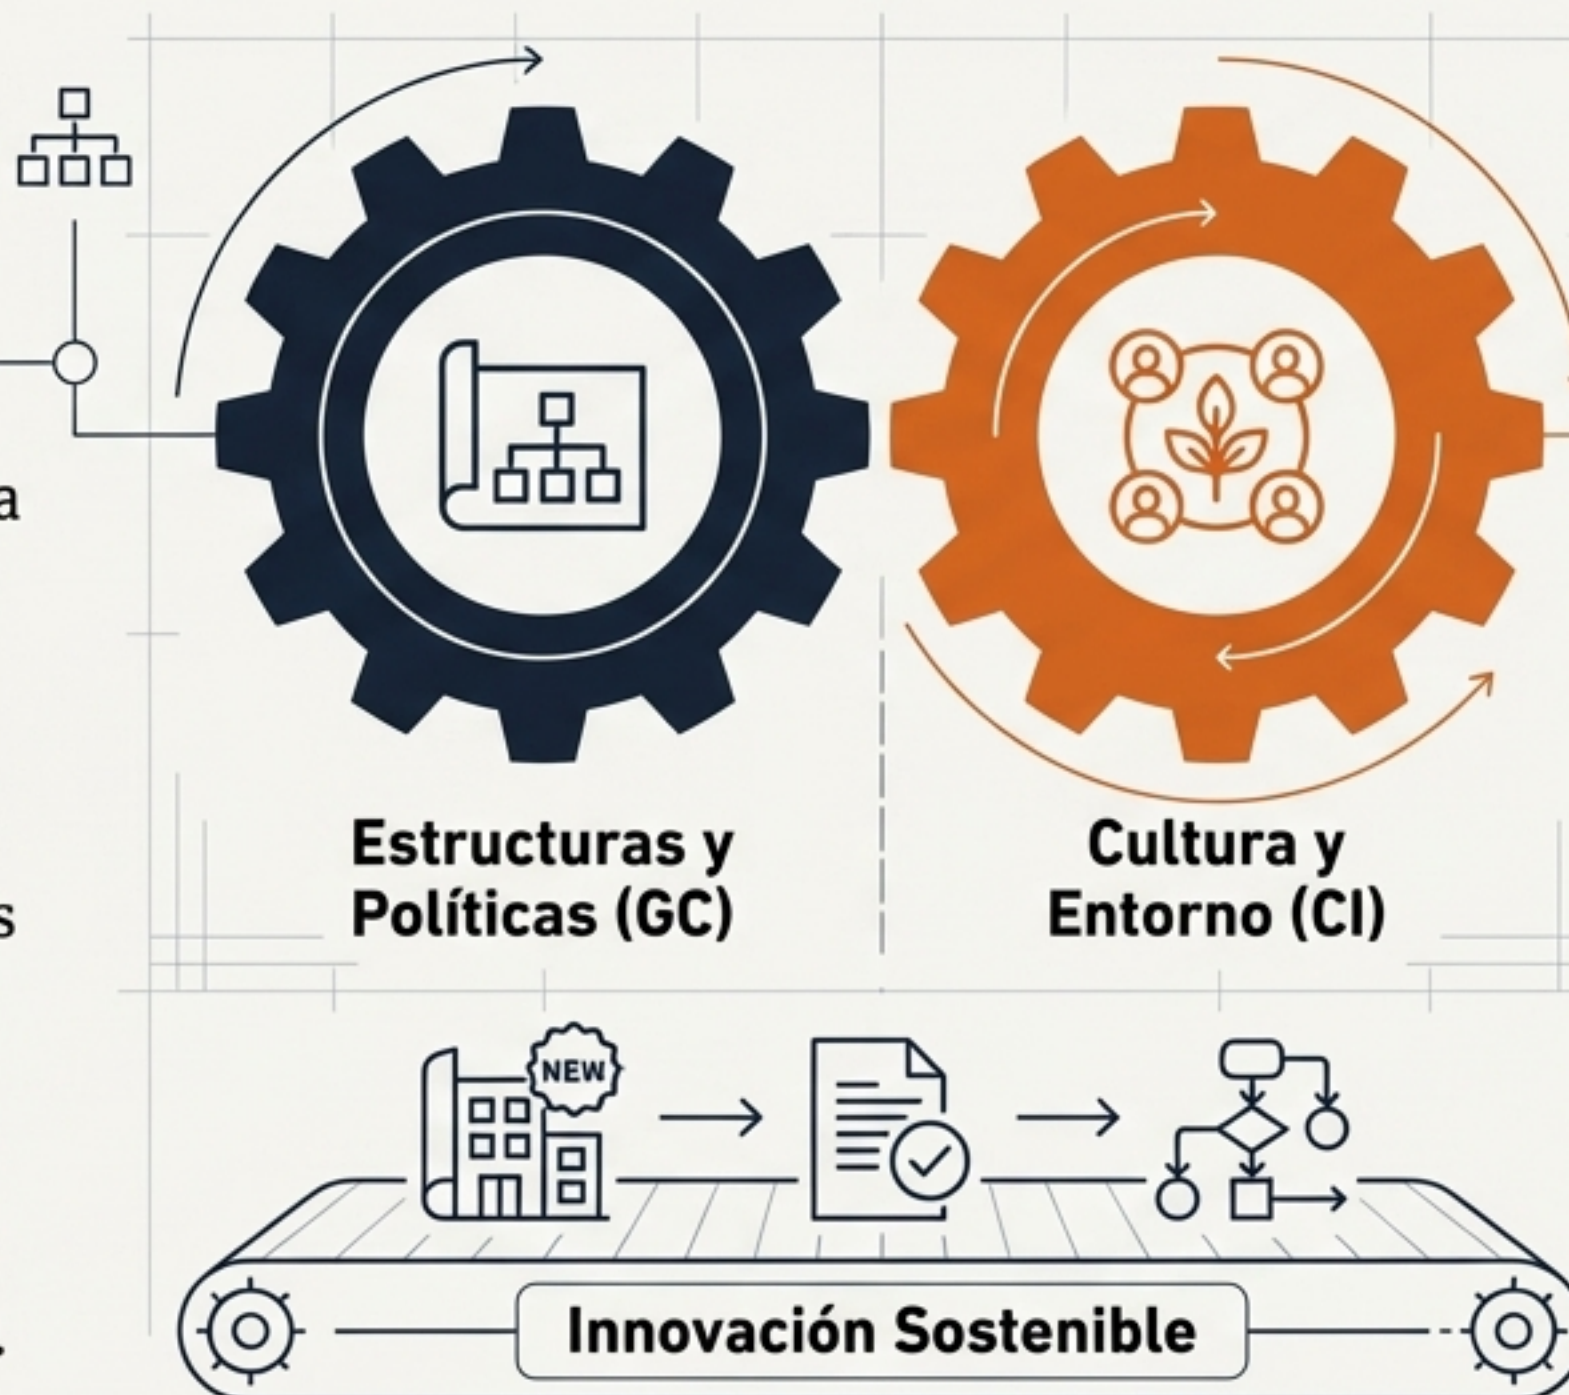 a
s
Estructuras y
Políticas (GC)
Cultura y
Entorno (CI)
NEW
Innovación Sostenible